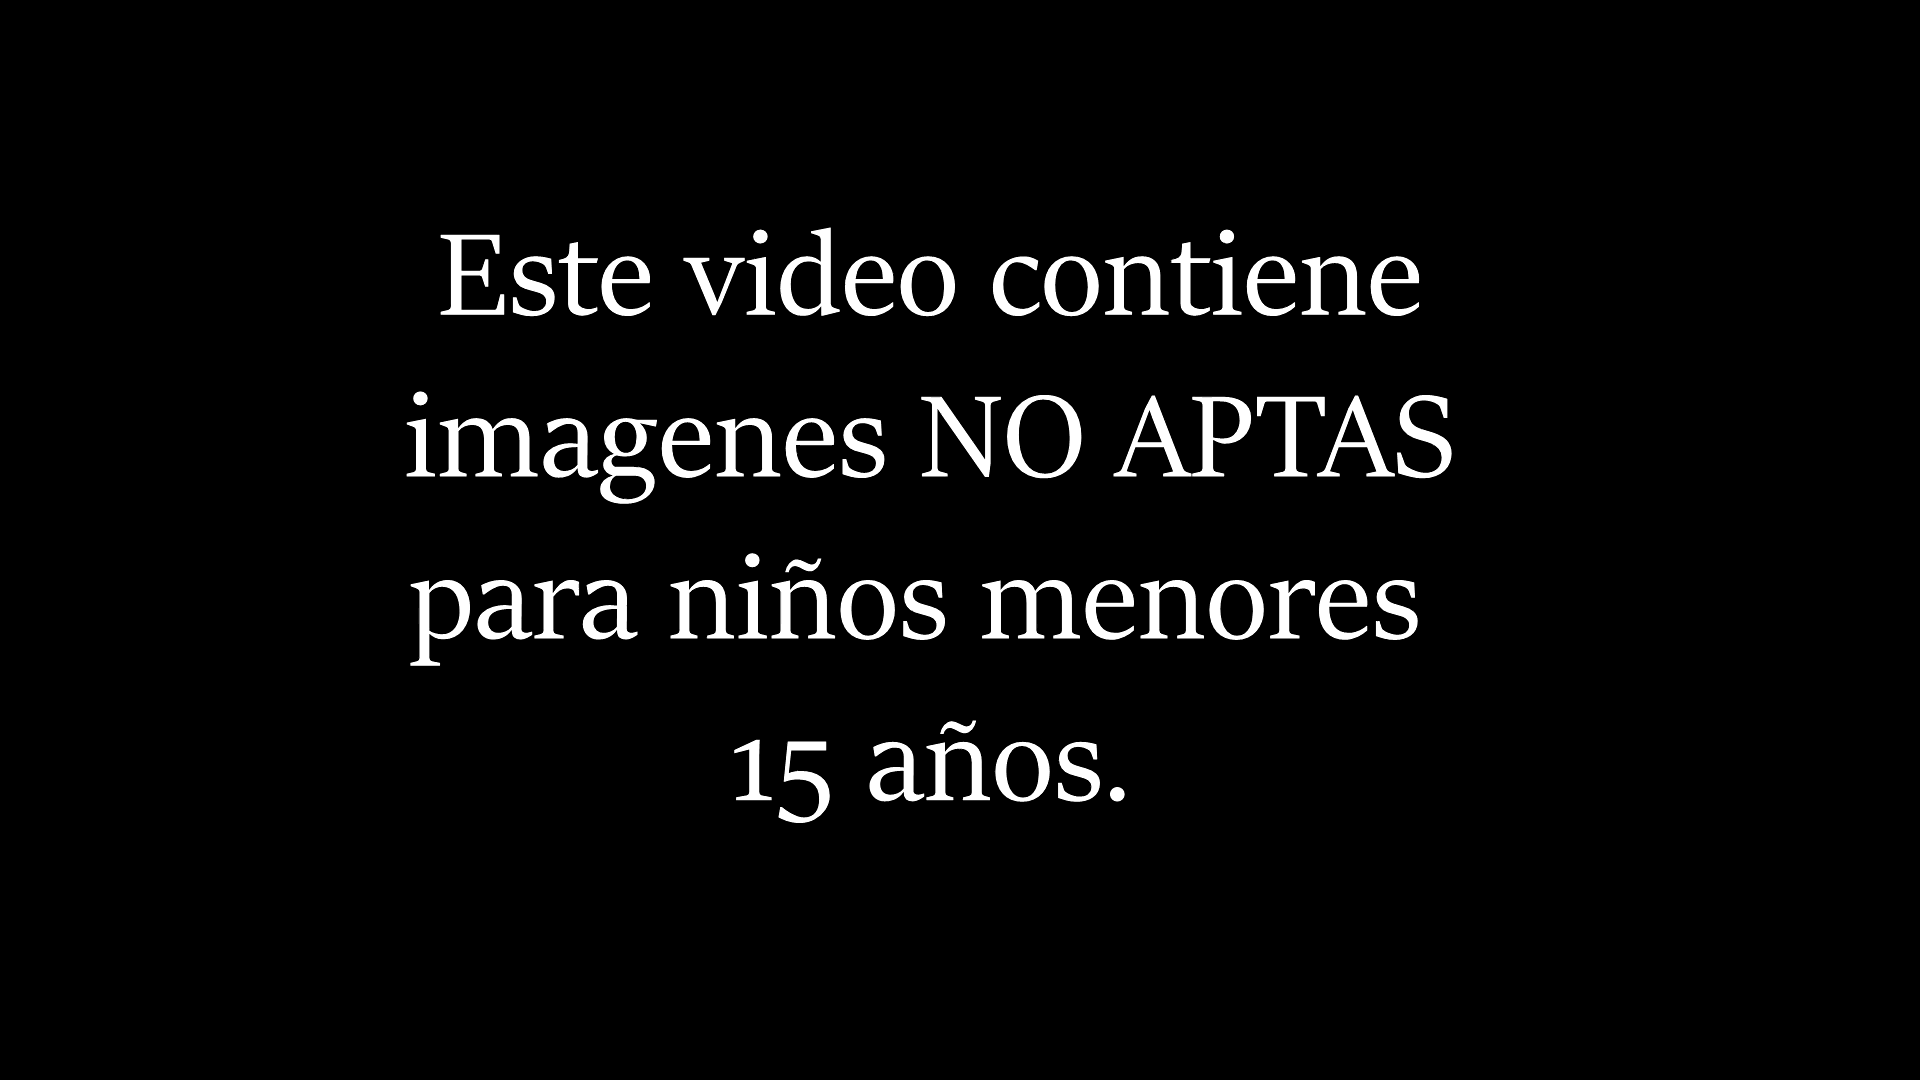 Este video contiene
imagenes NO APTAS
para niños menores
15 años.